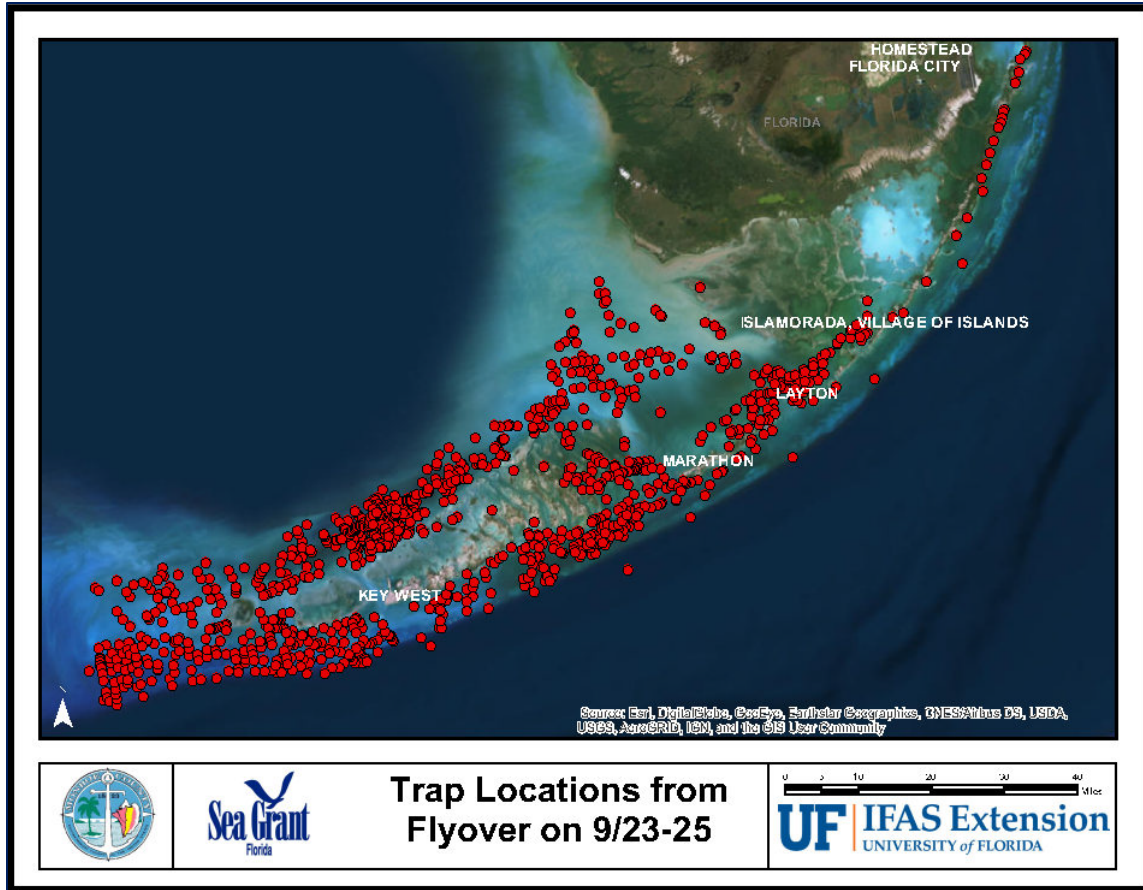 HOMESTEAD
FLORIDA CITY
FLORIDA
ISLAMORADA, VILLAGE OF ISLANDS
LAYTON
MARATHON
KEY WEST
Source: Esri, DigitalGlobe, GeoEye, Earthstar Geographics, CNES/Airbus DS, USDA,
USGS, AeroGRID, IGN, and the GIS User Community
MONROE COUNTY
Sea Grant
Florida
Trap Locations from
Flyover on 9/23-25
0 5 10 20 30 40
Miles
UF IFAS Extension
UNIVERSITY of FLORIDA